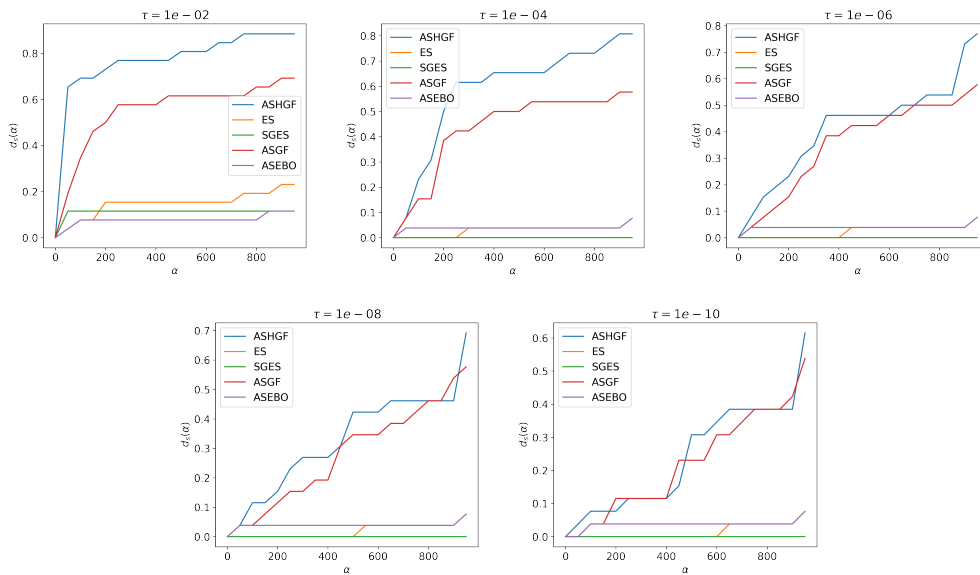 τ = 1e − 02
0.8
0.6
0.4
0.2
0.0
d_s(α)
ASHGF
ES
SGES
ASGF
ASEBO
0 200 400 600 800
α
τ = 1e − 04
0.8
0.7
0.6
0.5
0.4
0.3
0.2
0.1
0.0
d_s(α)
ASHGF
ES
SGES
ASGF
ASEBO
0 200 400 600 800
α
τ = 1e − 06
0.8
0.7
0.6
0.5
0.4
0.3
0.2
0.1
0.0
d_s(α)
ASHGF
ES
SGES
ASGF
ASEBO
0 200 400 600 800
α
τ = 1e − 08
0.7
0.6
0.5
0.4
0.3
0.2
0.1
0.0
d_s(α)
ASHGF
ES
SGES
ASGF
ASEBO
0 200 400 600 800
α
τ = 1e − 10
0.6
0.5
0.4
0.3
0.2
0.1
0.0
d_s(α)
ASHGF
ES
SGES
ASGF
ASEBO
0 200 400 600 800
α